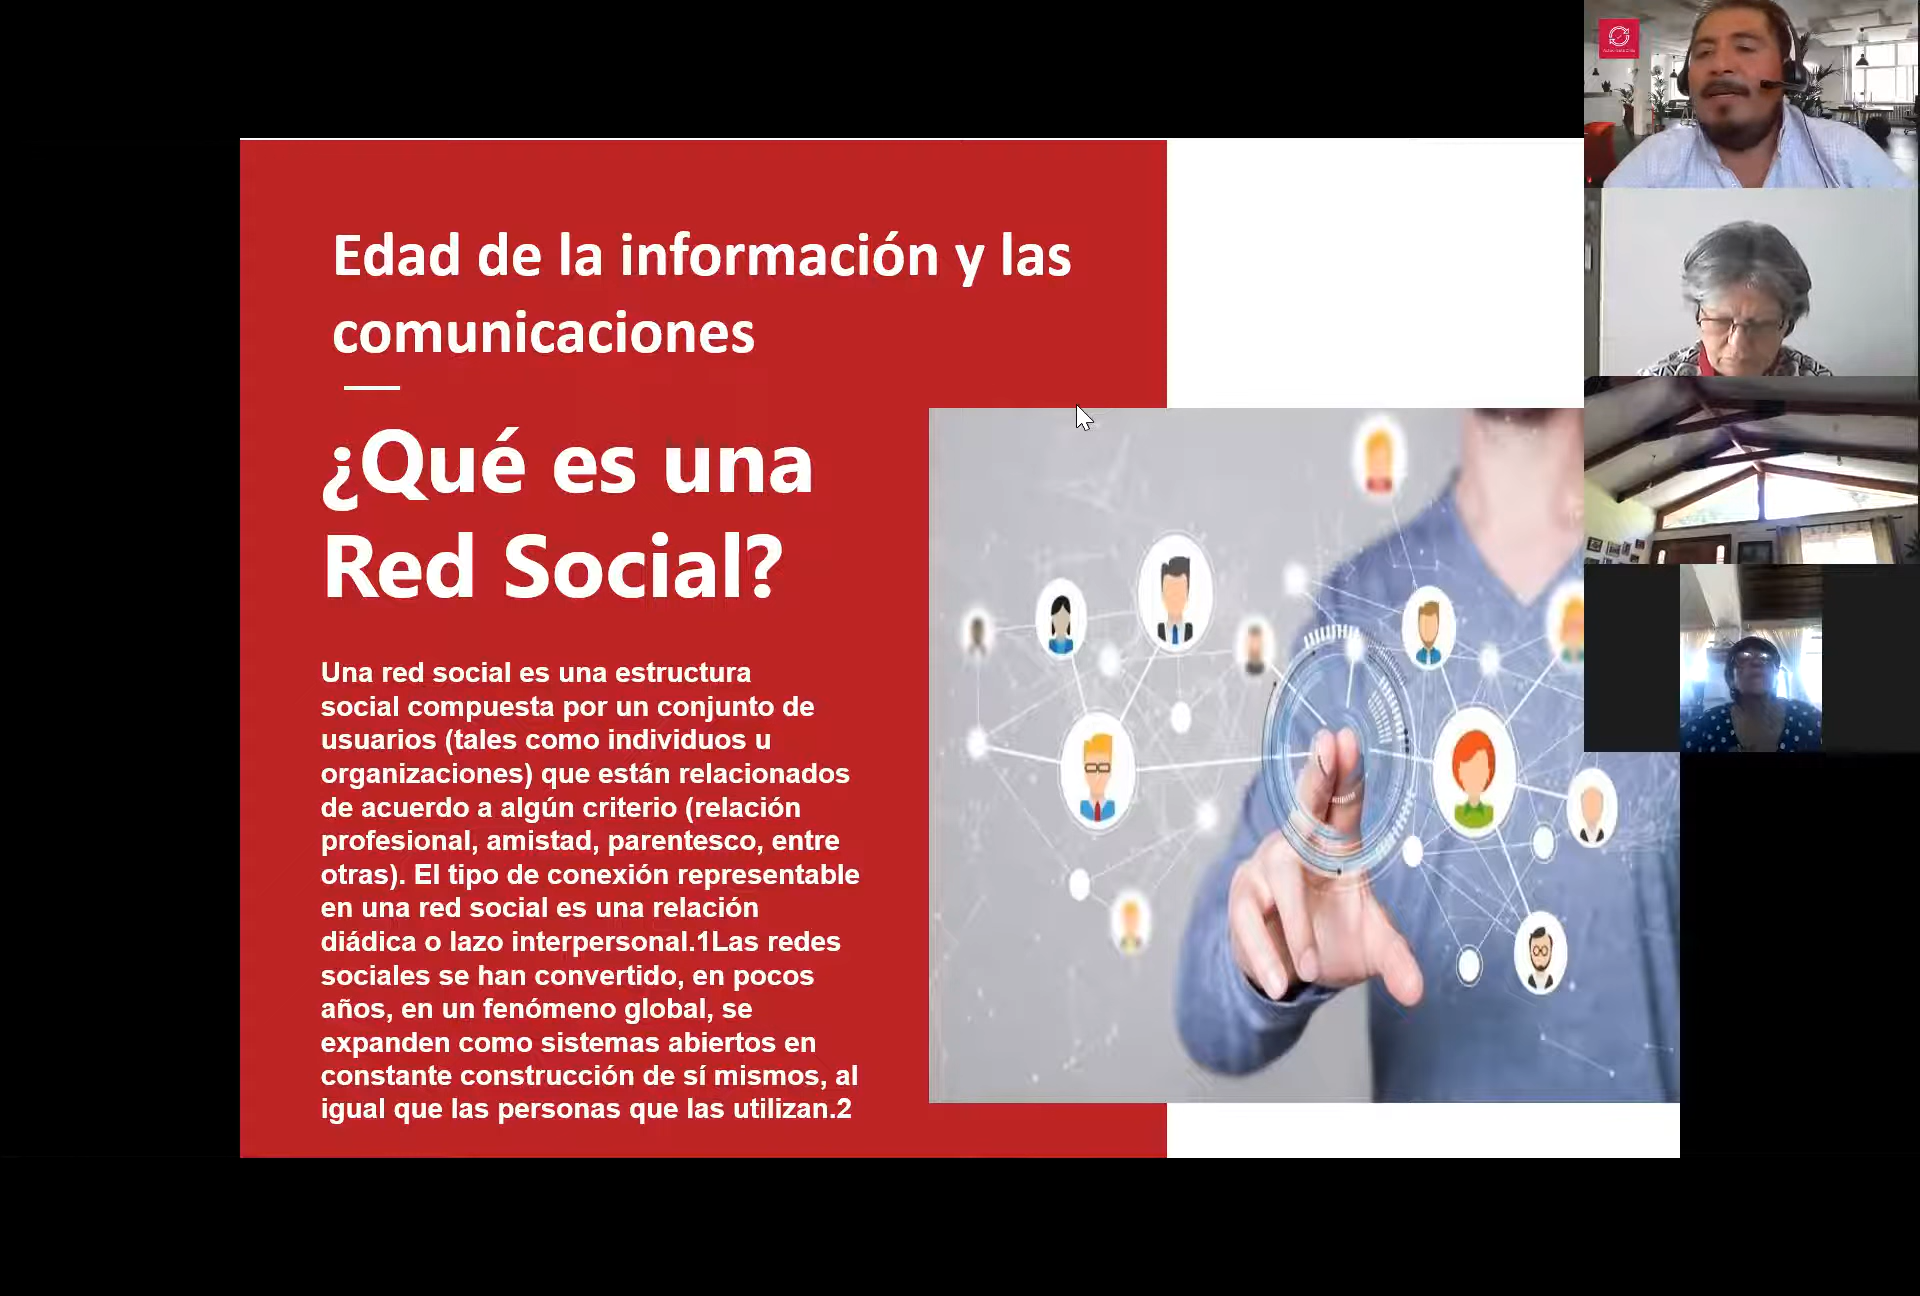 Edad de la información y las
comunicaciones
¿Qué es una
Red Social?
Una red social es una estructura
social compuesta por un conjunto de
usuarios (tales como individuos u
organizaciones) que están relacionados
de acuerdo a algún criterio (relación
profesional, amistad, parentesco, entre
otras). El tipo de conexión representable
en una red social es una relación
diádica o lazo interpersonal.1Las redes
sociales se han convertido, en pocos
años, en un fenómeno global, se
expanden como sistemas abiertos en
constante construcción de sí mismos, al
igual que las personas que las utilizan.2